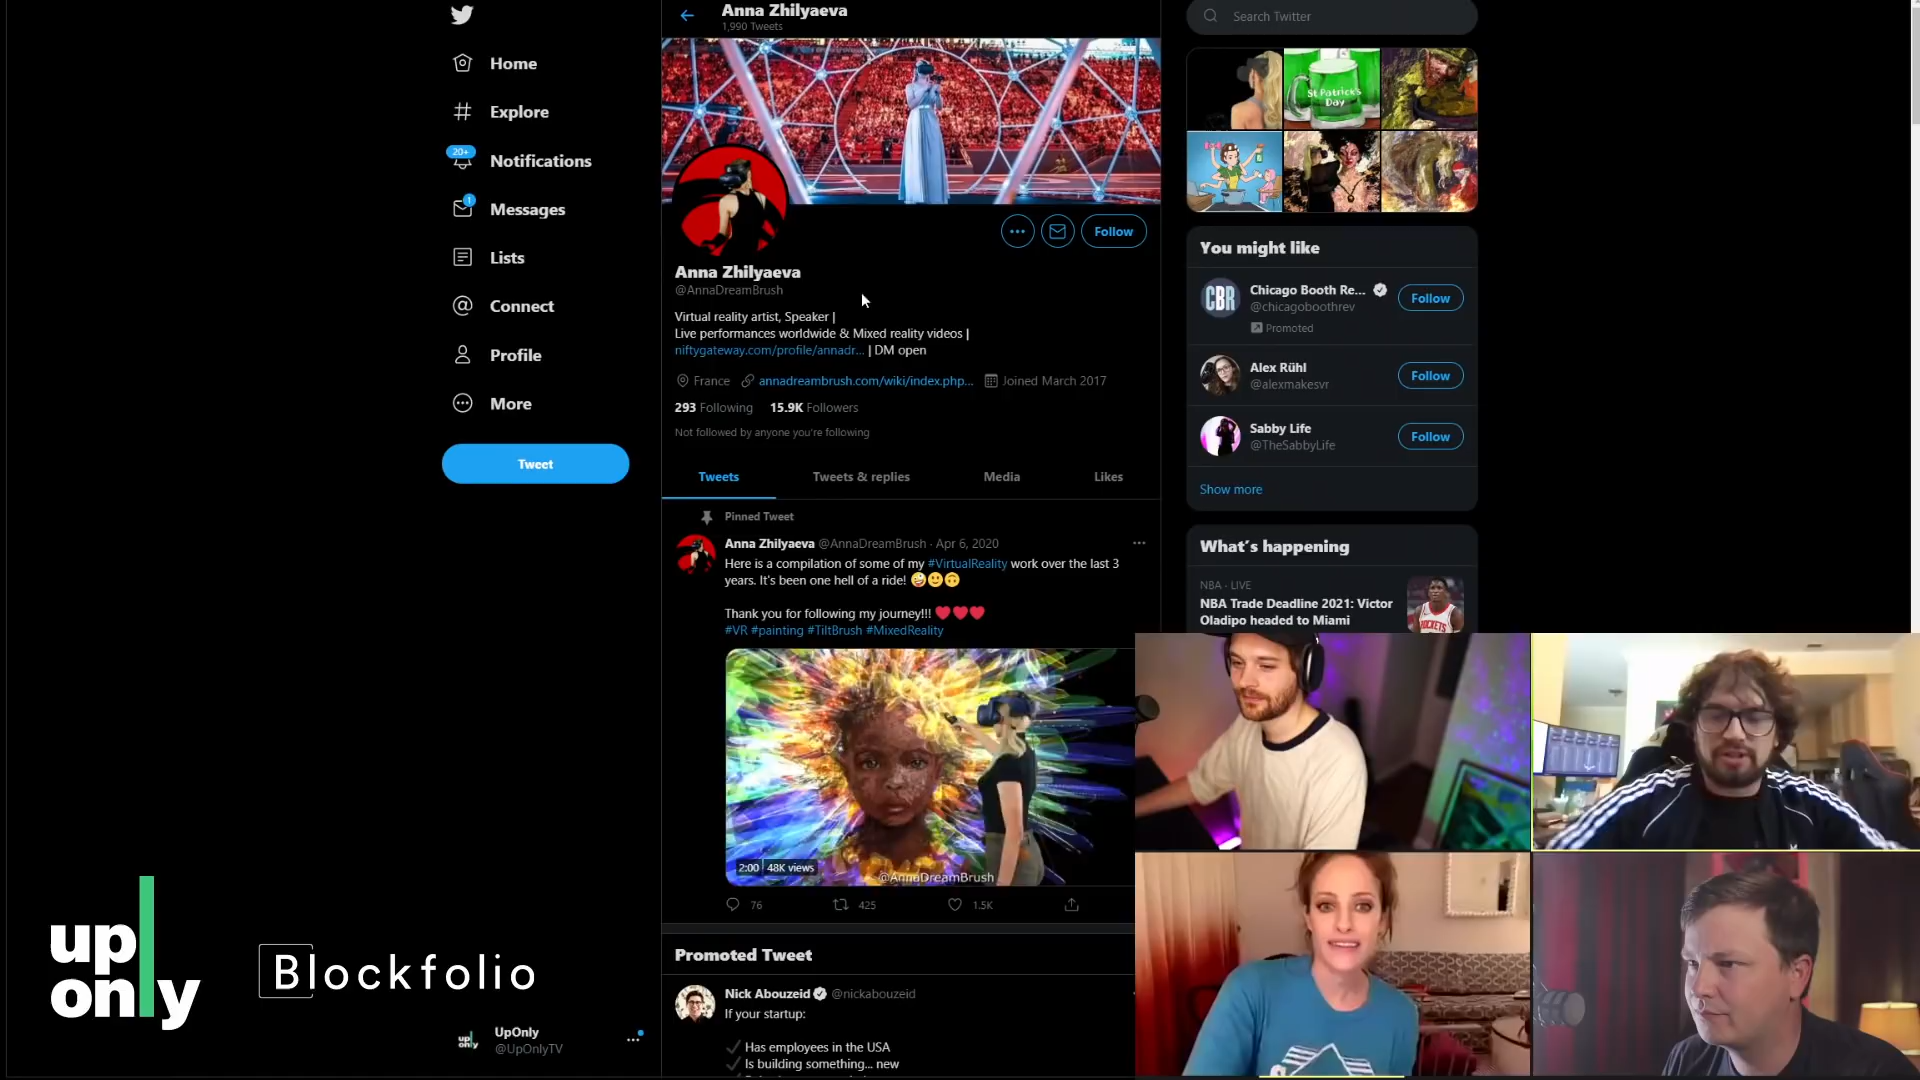 Home
Explore
20+
Notifications
1
Messages
Lists
Connect
Profile
More
Tweet
up
only
Blockfolio
UpOnly
@UpOnlyTV
Anna Zhilyaeva
1,990 Tweets
Follow
Anna Zhilyaeva
@AnnaDreamBrush
Virtual reality artist, Speaker |
Live performances worldwide & Mixed reality videos |
niftygateway.com/profile/annadr... | DM open
France annadreambrush.com/wiki/index.php... Joined March 2017
293 Following 15.9K Followers
Not followed by anyone you're following
Tweets Tweets & replies Media Likes
Pinned Tweet
Anna Zhilyaeva @AnnaDreamBrush · Apr 6, 2020
Here is a compilation of some of my #VirtualReality work over the last 3
years. It's been one hell of a ride! 🤪🙂🙃
Thank you for following my journey!!! ❤❤❤
#VR #painting #TiltBrush #MixedReality
2:00 48K views
@AnnaDreamBrush
76 425 1.5K
Promoted Tweet
Nick Abouzeid @nickabouzeid
If your startup:
✓ Has employees in the USA
✓ Is building something... new
Search Twitter
St Patrick's
Day
You might like
CBR
Chicago Booth Re...
@chicagoboothrev
Promoted
Follow
Alex Rühl
@alexmakesvr
Follow
Sabby Life
@TheSabbyLife
Follow
Show more
What's happening
NBA · LIVE
NBA Trade Deadline 2021: Victor
Oladipo headed to Miami
ROCKETS